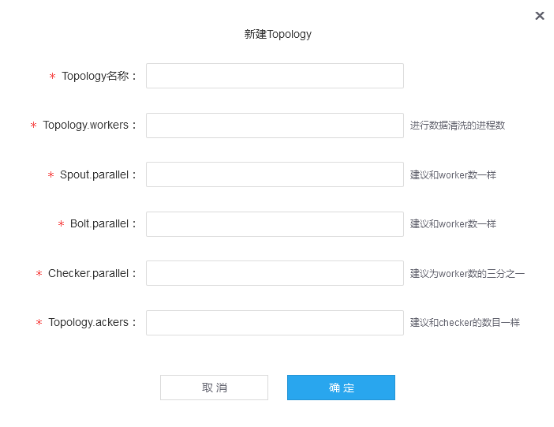 新建Topology
* Topology名称：
* Topology.workers： 进行数据清洗的进程数
* Spout.parallel： 建议和worker数一样
* Bolt.parallel： 建议和worker数一样
* Checker.parallel： 建议为worker数的三分之一
* Topology.ackers： 建议和checker的数目一样
取消 确定